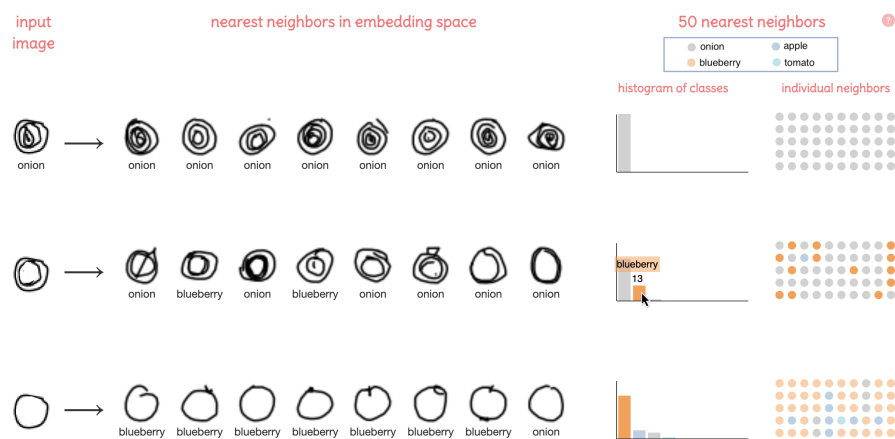 input
image
nearest neighbors in embedding space
50 nearest neighbors
?
onion
apple
blueberry
tomato
histogram of classes
individual neighbors
onion
onion onion onion onion onion onion onion onion
blueberry
13
onion blueberry onion blueberry onion onion onion onion
blueberry blueberry blueberry blueberry blueberry blueberry blueberry onion